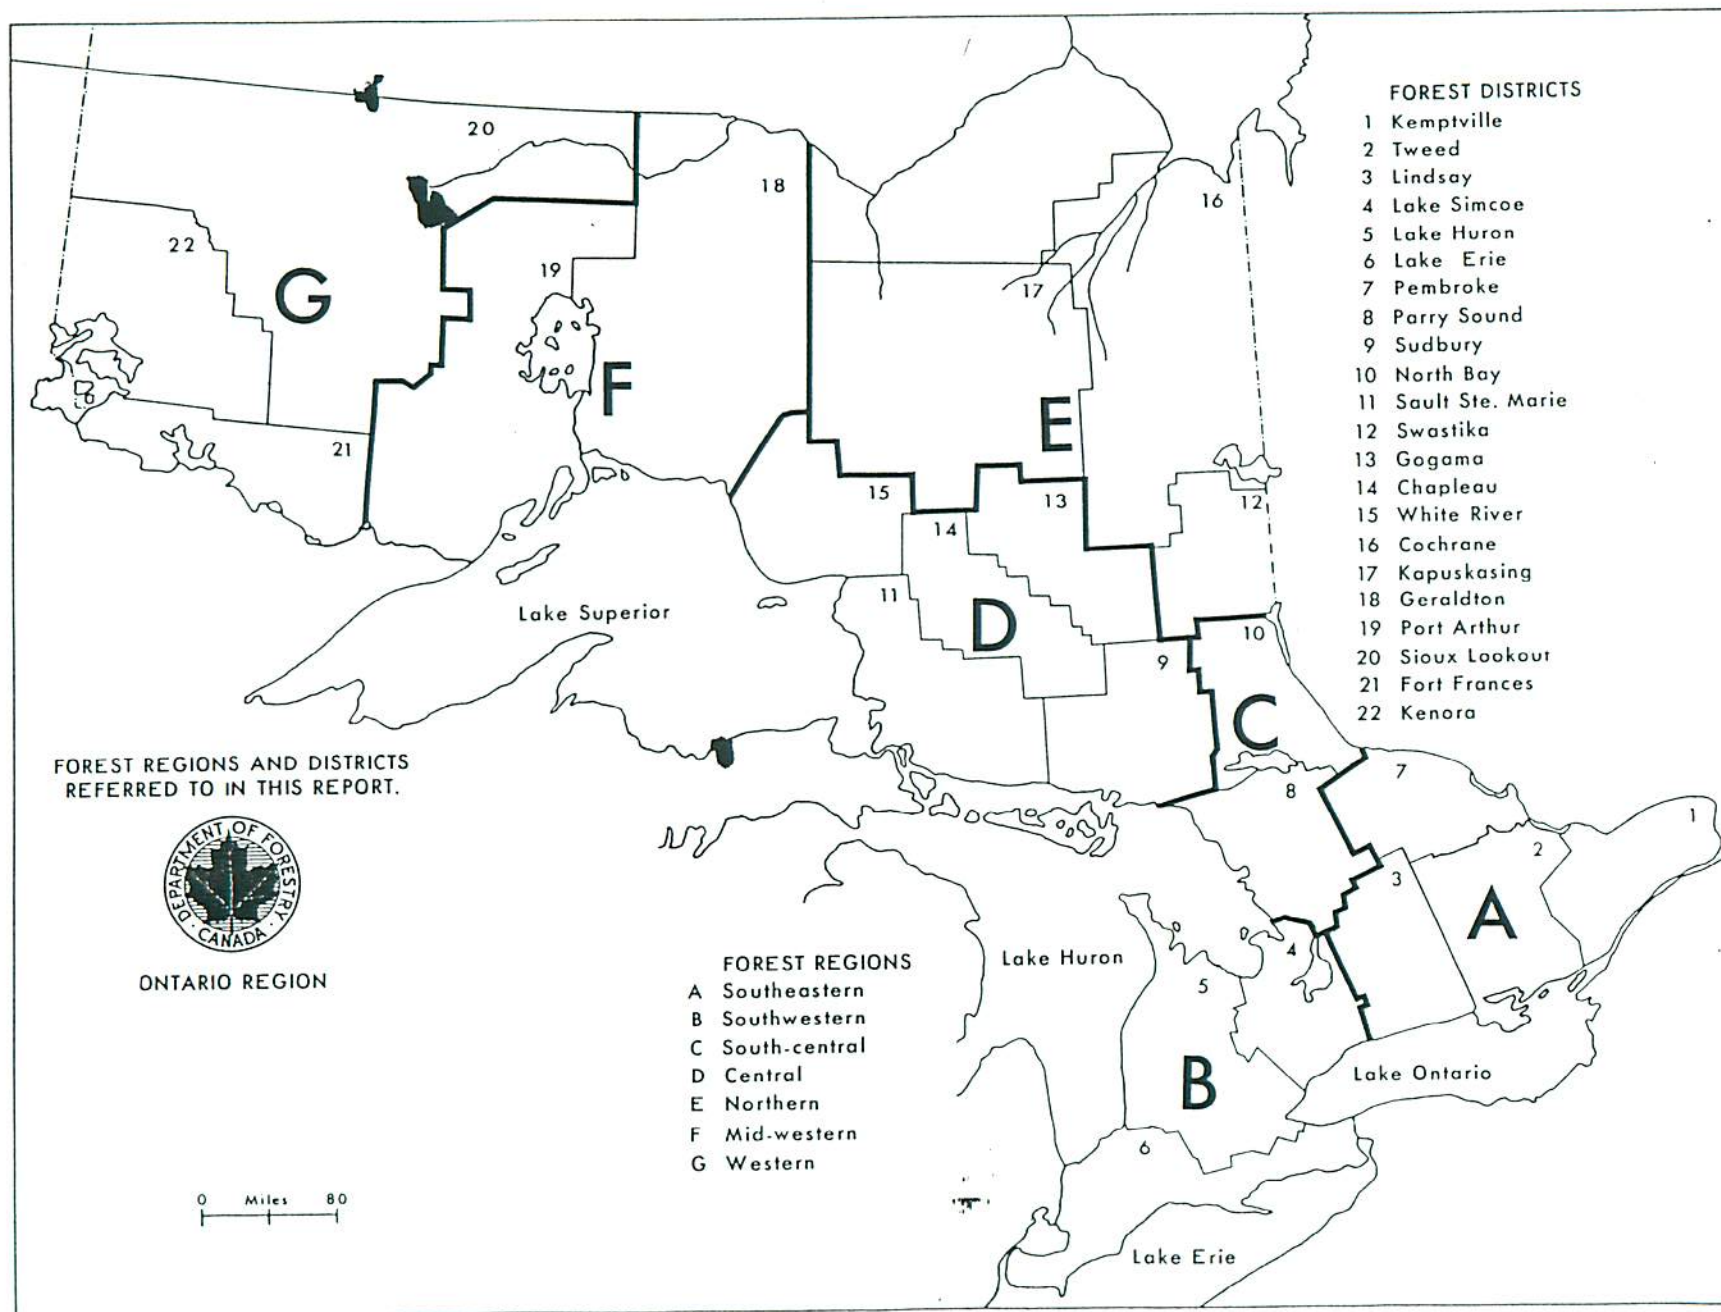 FOREST DISTRICTS
1 Kemptville
2 Tweed
3 Lindsay
4 Lake Simcoe
5 Lake Huron
6 Lake Erie
7 Pembroke
8 Parry Sound
9 Sudbury
10 North Bay
11 Sault Ste. Marie
12 Swastika
13 Gogama
14 Chapleau
15 White River
16 Cochrane
17 Kapuskasing
18 Geraldton
19 Port Arthur
20 Sioux Lookout
21 Fort Frances
22 Kenora
20
18
16
22
19
17
G
F
E
21
15
13
12
14
11
Lake Superior
D
10
9
C
7
8
1
2
3
A
4
5
Lake Huron
B
Lake Ontario
6
Lake Erie
FOREST REGIONS AND DISTRICTS
REFERRED TO IN THIS REPORT.
DEPARTMENT OF FORESTRY
CANADA
ONTARIO REGION
FOREST REGIONS
A Southeastern
B Southwestern
C South-central
D Central
E Northern
F Mid-western
G Western
0 Miles 80